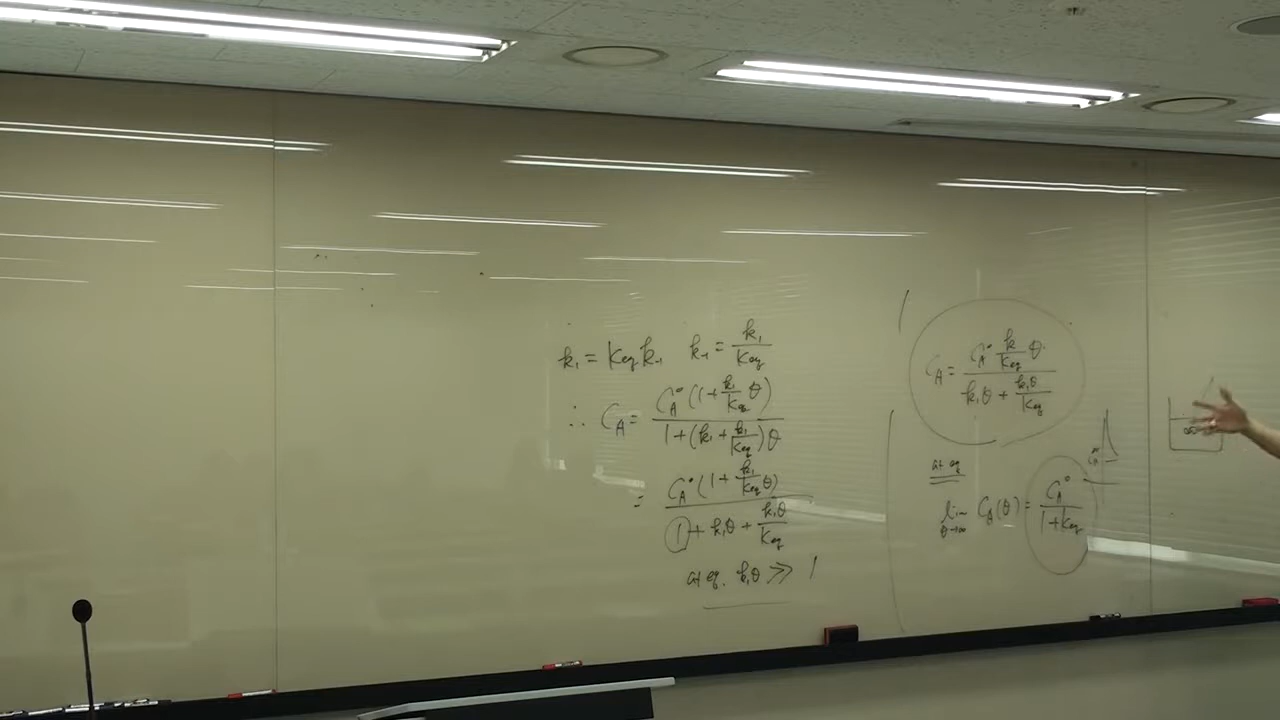 k₁ = Keq k₋₁   k₋₁ = k₁/Keq
∴ C_A = C_A°(1 + k₁/Keq θ) / 1 + (k₁ + k₁/Keq)θ
= C_A°(1 + k₁/Keq θ) / 1 + k₁θ + k₁θ/Keq
at eq. k₁θ ≫ 1
C_A = C_A° k/Keq θ / k₁θ + k₁θ/Keq
at eq
lim θ→∞ C_A(θ) = C_A° / 1 + Keq